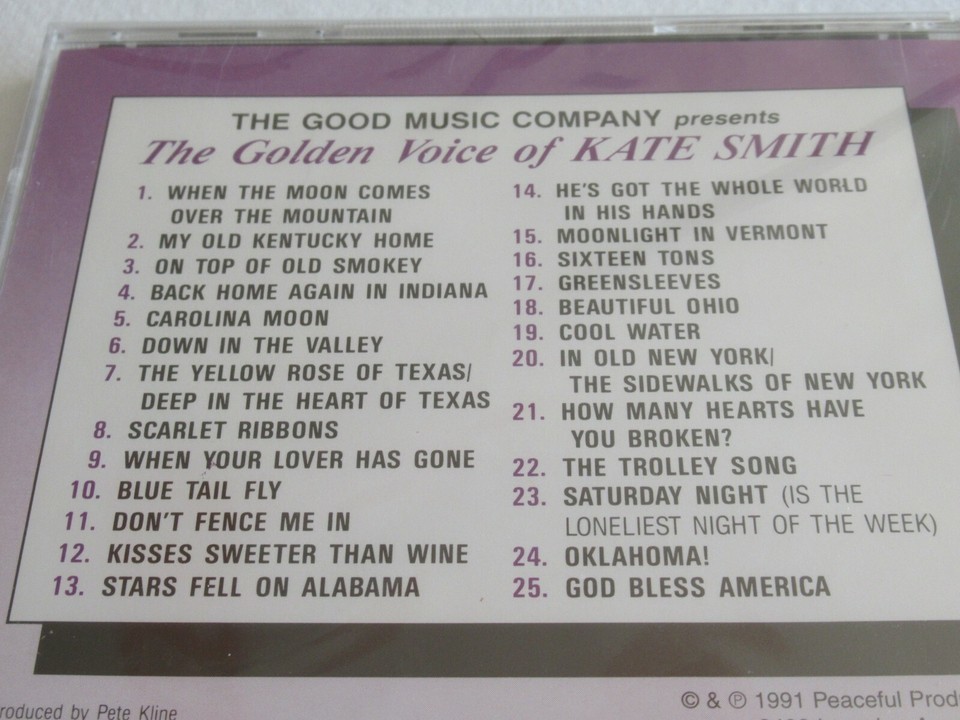 THE GOOD MUSIC COMPANY presents
The Golden Voice of KATE SMITH
1. WHEN THE MOON COMES
OVER THE MOUNTAIN
2. MY OLD KENTUCKY HOME
3. ON TOP OF OLD SMOKEY
4. BACK HOME AGAIN IN INDIANA
5. CAROLINA MOON
6. DOWN IN THE VALLEY
7. THE YELLOW ROSE OF TEXAS/
DEEP IN THE HEART OF TEXAS
8. SCARLET RIBBONS
9. WHEN YOUR LOVER HAS GONE
10. BLUE TAIL FLY
11. DON'T FENCE ME IN
12. KISSES SWEETER THAN WINE
13. STARS FELL ON ALABAMA
14. HE'S GOT THE WHOLE WORLD
IN HIS HANDS
15. MOONLIGHT IN VERMONT
16. SIXTEEN TONS
17. GREENSLEEVES
18. BEAUTIFUL OHIO
19. COOL WATER
20. IN OLD NEW YORK/
THE SIDEWALKS OF NEW YORK
21. HOW MANY HEARTS HAVE
YOU BROKEN?
22. THE TROLLEY SONG
23. SATURDAY NIGHT (IS THE
LONELIEST NIGHT OF THE WEEK)
24. OKLAHOMA!
25. GOD BLESS AMERICA
roduced by Pete Kline
© & ℗ 1991 Peaceful Prod